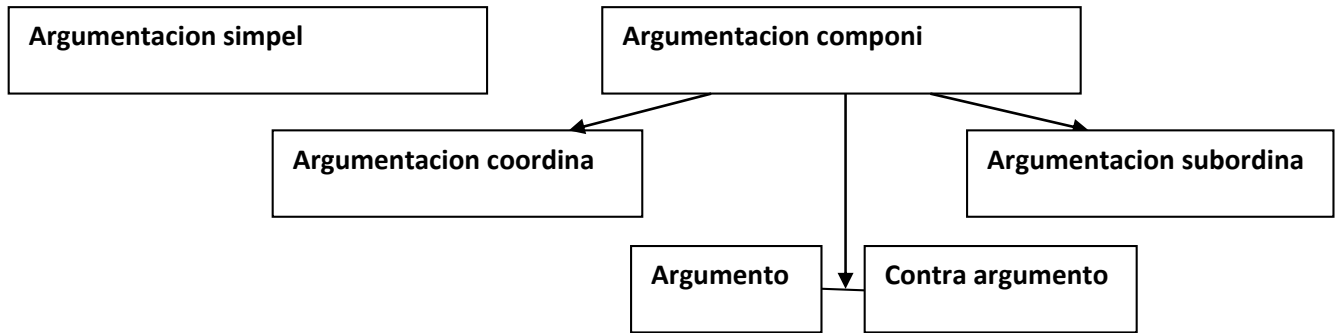 Argumentacion simpel
Argumentacion componi
Argumentacion coordina
Argumentacion subordina
Argumento
Contra argumento